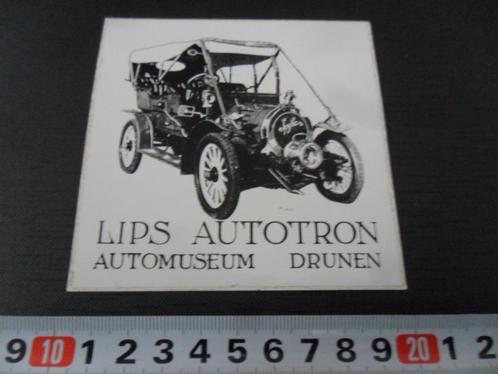 LIPS AUTOTRON
AUTOMUSEUM DRUNEN
9 10 1 2 3 4 5 6 7 8 9 20 1 2